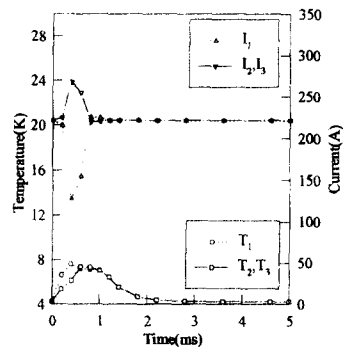 28
24
20
16
12
8
4
Temperature(K)
350
300
250
200
150
100
50
0
Current(A)
I₁
I₂,I₃
T₁
T₂,T₃
0 1 2 3 4 5
Time(ms)